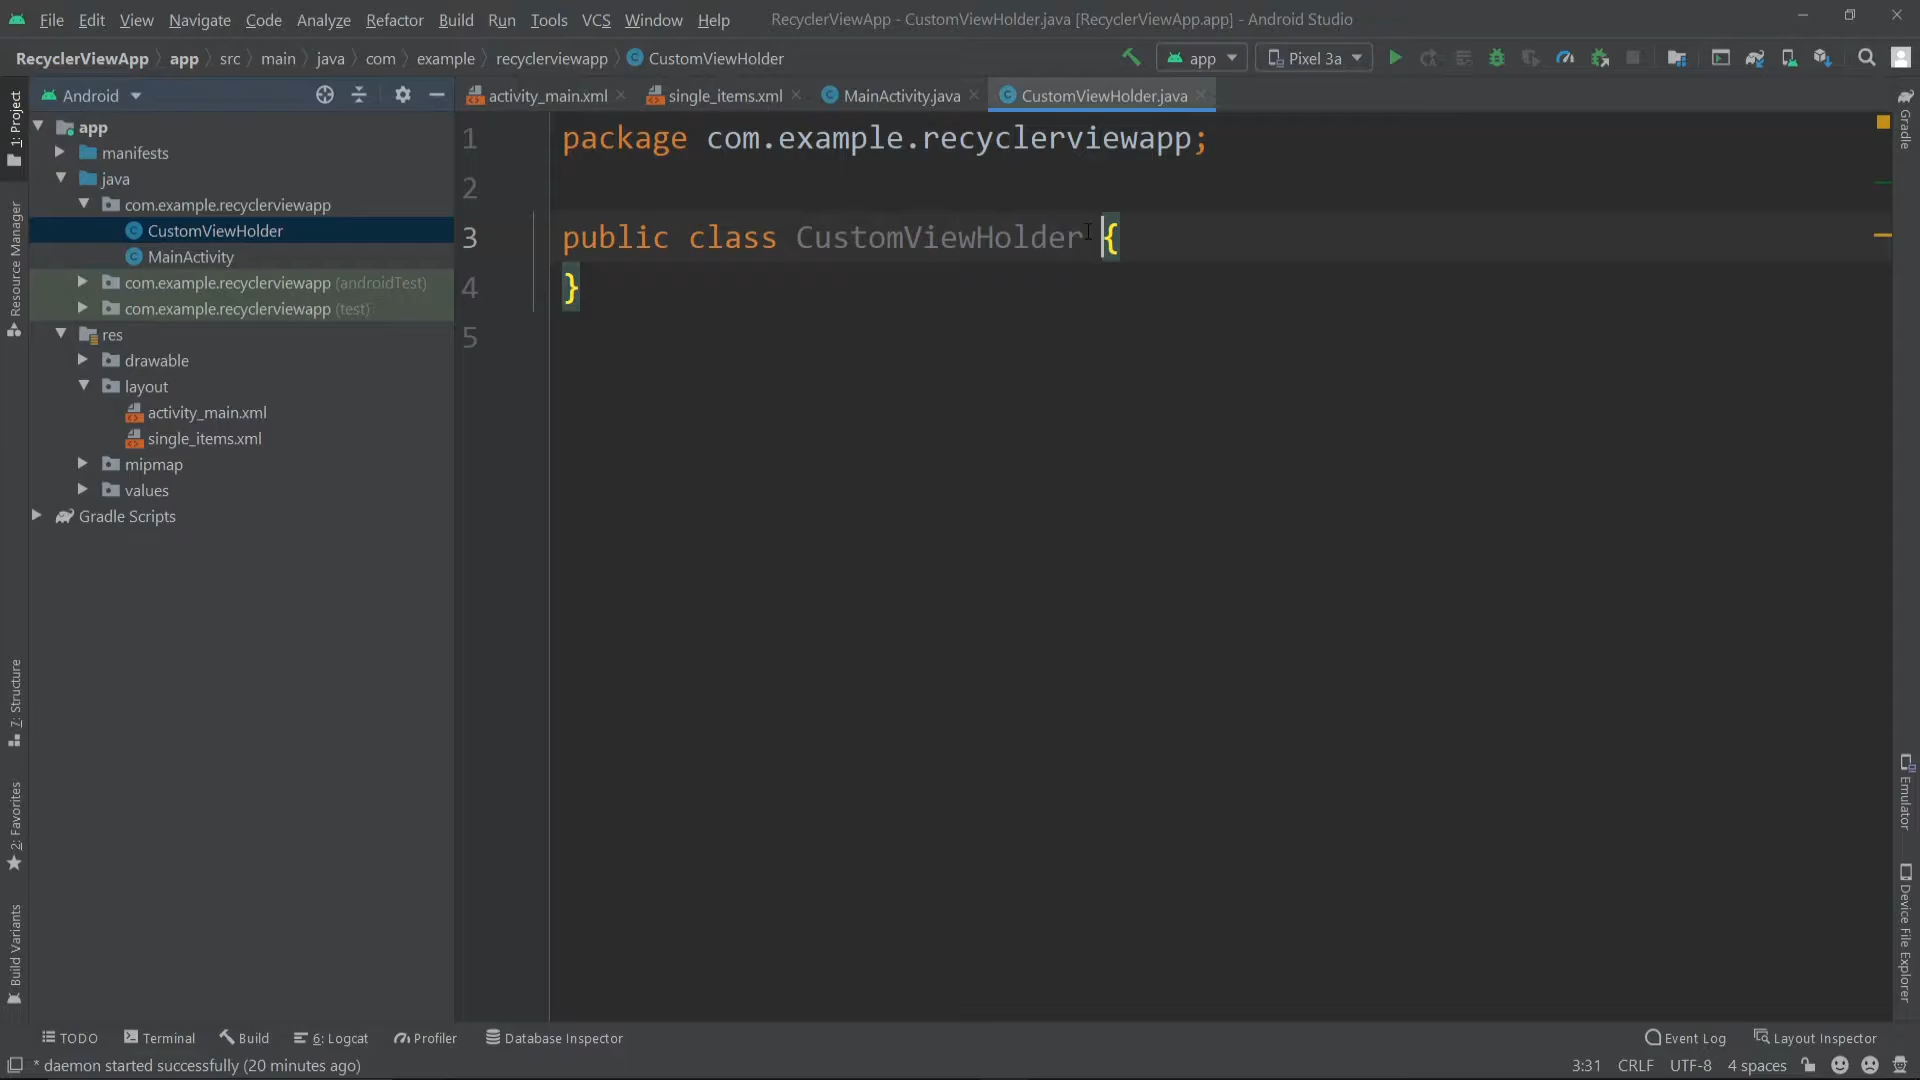 File Edit View Navigate Code Analyze Refactor Build Run Tools VCS Window Help RecyclerViewApp - CustomViewHolder.java [RecyclerViewApp.app] - Android Studio
RecyclerViewApp app src main java com example recyclerviewapp CustomViewHolder app Pixel 3a
Android activity_main.xml single_items.xml MainActivity.java CustomViewHolder.java
1: Project
Resource Manager
7: Structure
2: Favorites
Build Variants
app
manifests
java
com.example.recyclerviewapp
CustomViewHolder
MainActivity
com.example.recyclerviewapp (androidTest)
com.example.recyclerviewapp (test)
res
drawable
layout
activity_main.xml
single_items.xml
mipmap
values
Gradle Scripts
1 package com.example.recyclerviewapp;
2
3 public class CustomViewHolder {
4 }
5
Gradle
Emulator
Device File Explorer
TODO Terminal Build 6: Logcat Profiler Database Inspector Event Log Layout Inspector
* daemon started successfully (20 minutes ago) 3:31 CRLF UTF-8 4 spaces